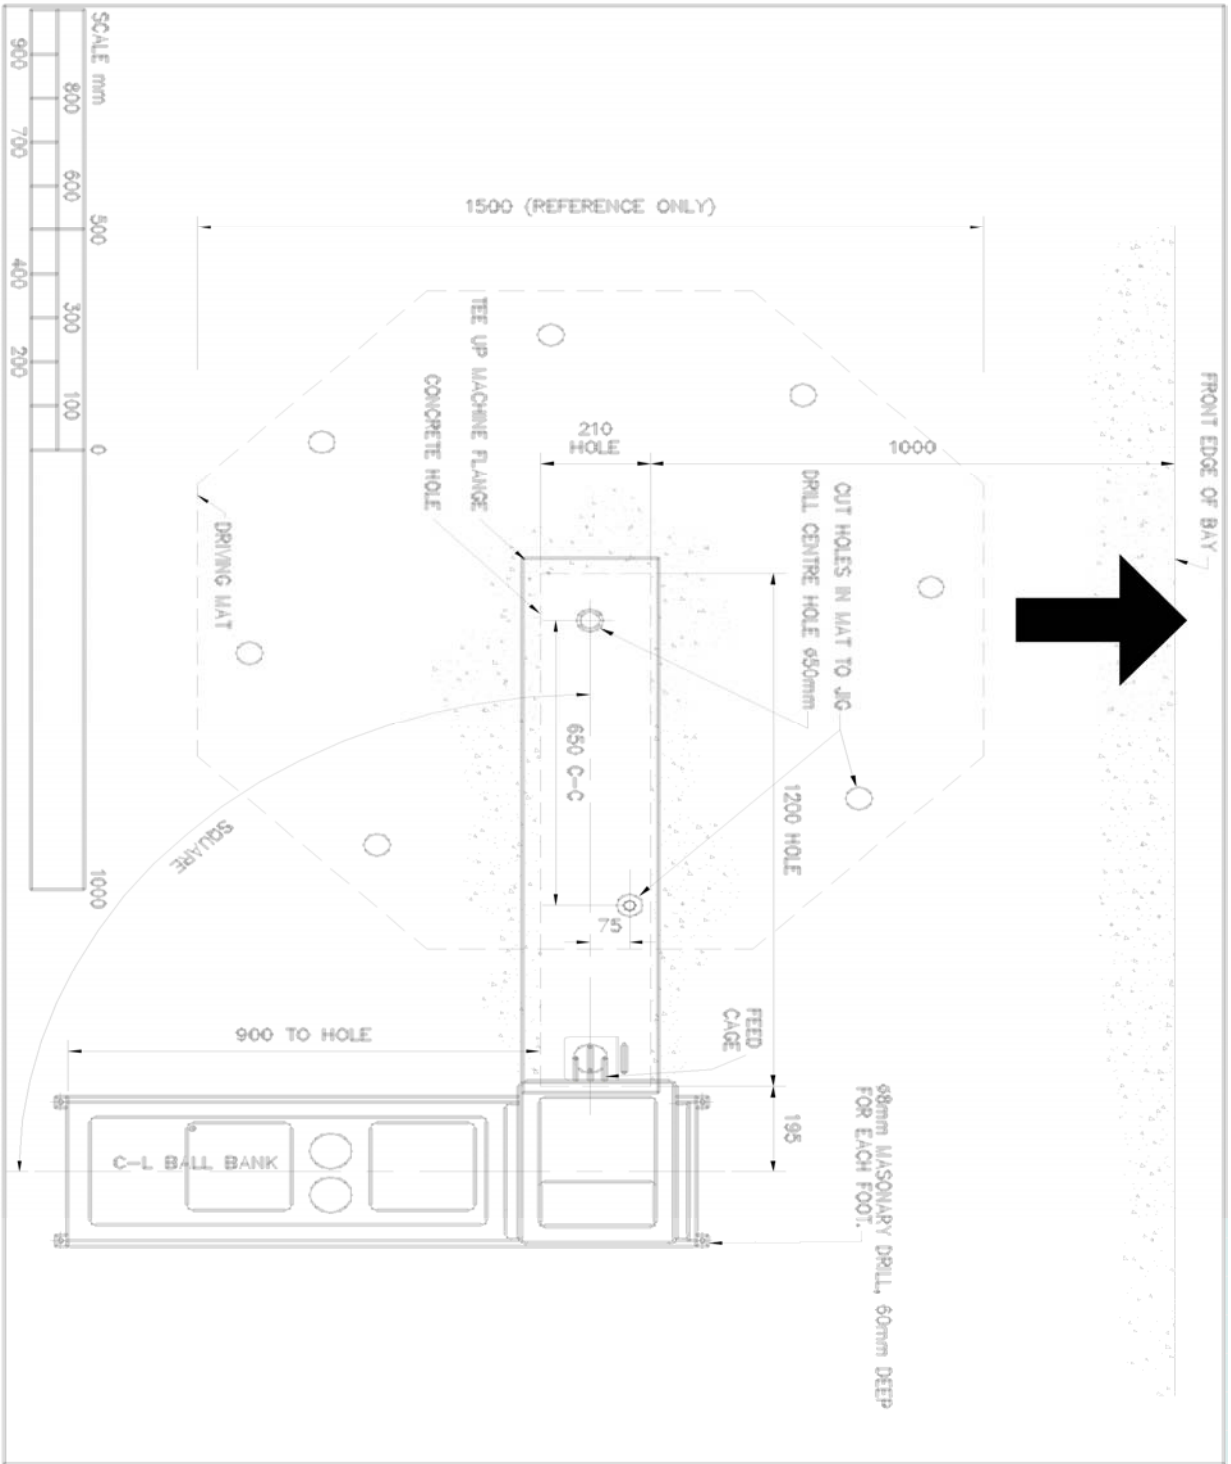 SCALE mm
900
800
700
600
500
400
300
200
100
0
1000
1500 (REFERENCE ONLY)
FRONT EDGE OF BAY
TEE UP MACHINE FLANGE
CONCRETE HOLE
210
HOLE
1000
CUT HOLES IN MAT TO JIG
DRILL CENTRE HOLE ø50mm
DRIVING MAT
650 C-C
1200 HOLE
SQUARE
75
FEED
CAGE
900 TO HOLE
195
ø8mm MASONARY DRILL, 60mm DEEP
FOR EACH FOOT.
C-L BALL BANK